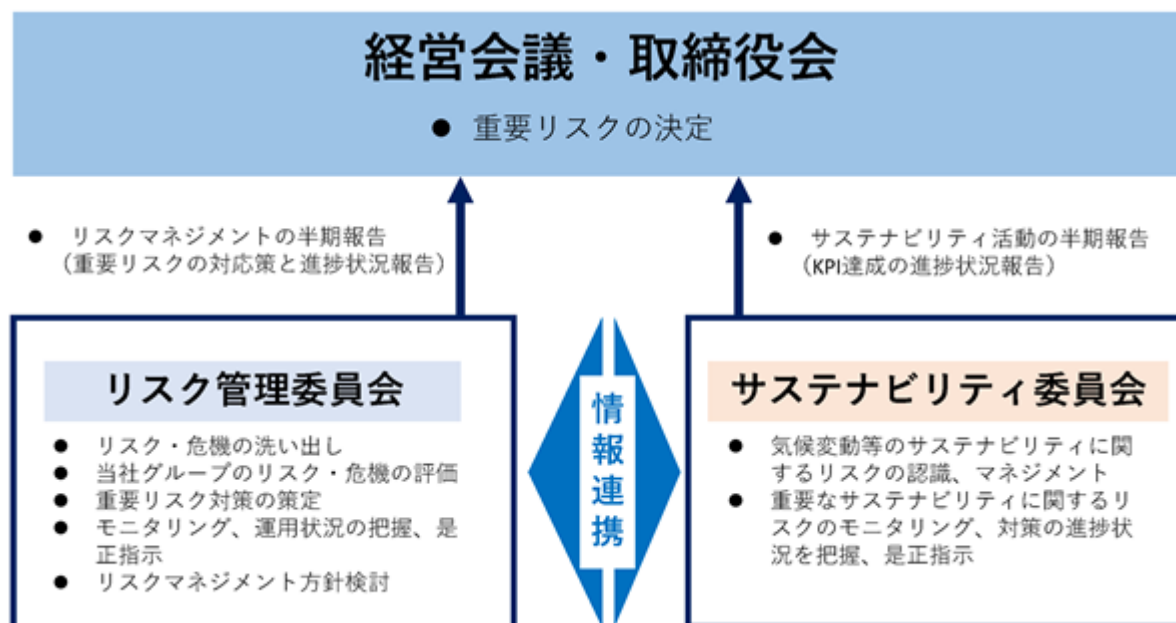 経営会議・取締役会
● 重要リスクの決定
● リスクマネジメントの半期報告
（重要リスクの対応策と進捗状況報告）
● サステナビリティ活動の半期報告
（KPI達成の進捗状況報告）
リスク管理委員会
● リスク・危機の洗い出し
● 当社グループのリスク・危機の評価
● 重要リスク対策の策定
● モニタリング、運用状況の把握、是
正指示
● リスクマネジメント方針検討
情報連携
サステナビリティ委員会
● 気候変動等のサステナビリティに関
するリスクの認識、マネジメント
● 重要なサステナビリティに関するリ
スクのモニタリング、対策の進捗状
況を把握、是正指示